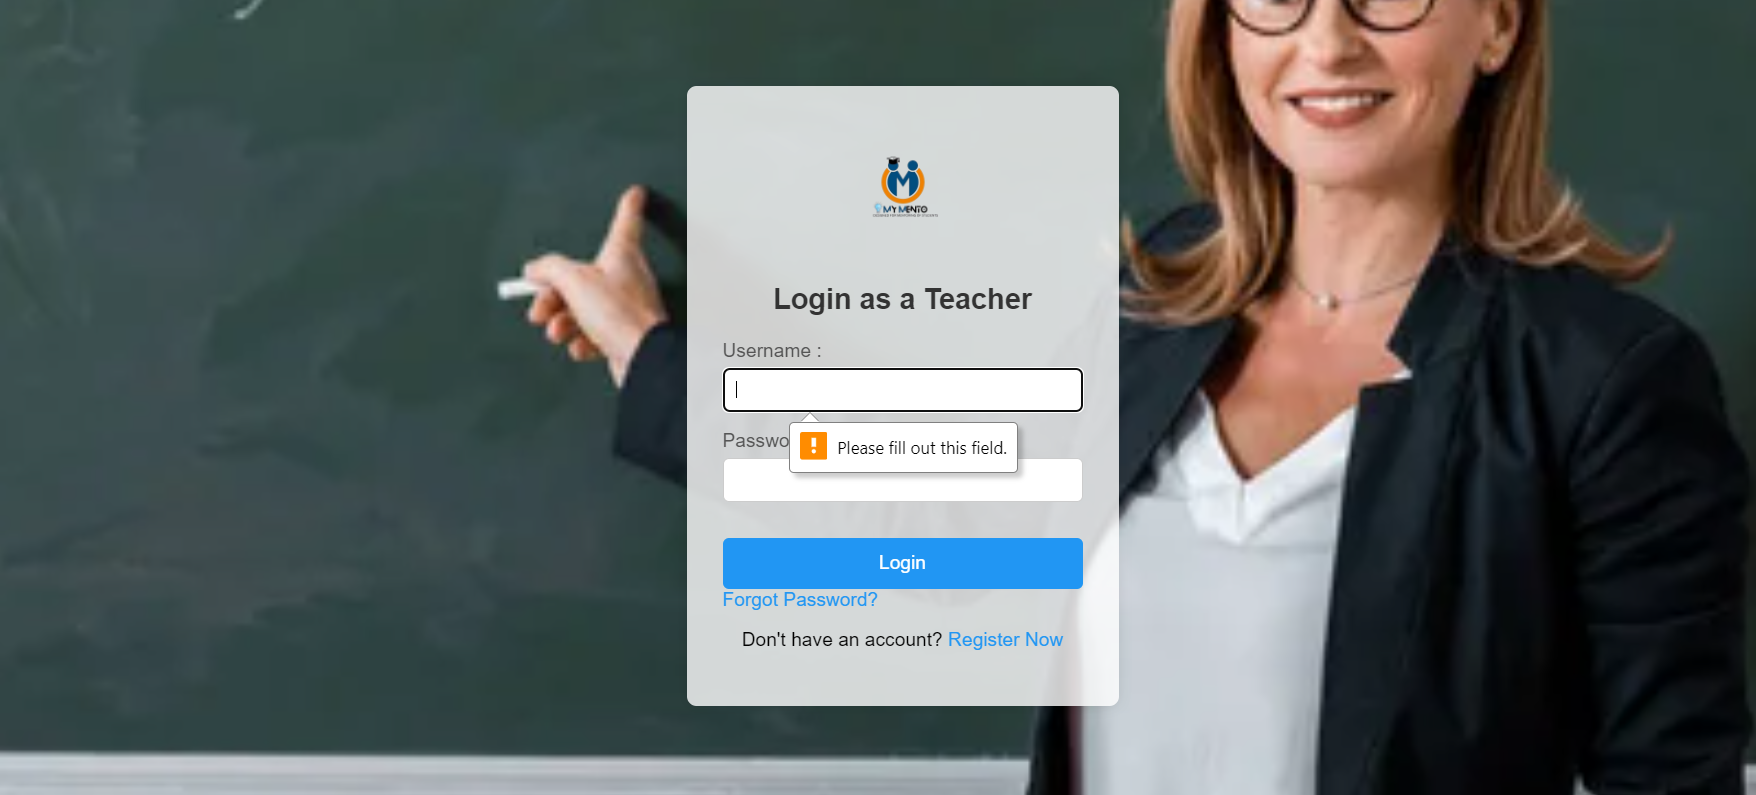 MY MENTO
Login as a Teacher
Username :
Please fill out this field.
Login
Forgot Password?
Don't have an account? Register Now